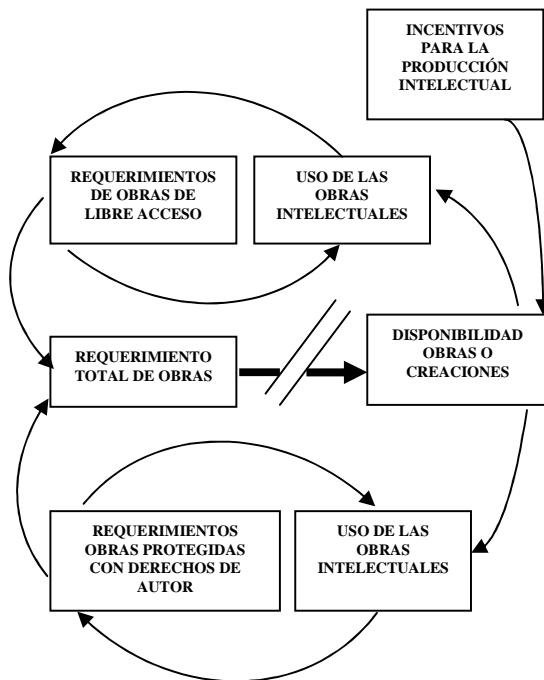 INCENTIVOS
PARA LA
PRODUCCIÓN
INTELECTUAL
REQUERIMIENTOS
DE OBRAS DE
LIBRE ACCESO
USO DE LAS
OBRAS
INTELECTUALES
REQUERIMIENTO
TOTAL DE OBRAS
DISPONIBILIDAD
OBRAS O
CREACIONES
REQUERIMIENTOS
OBRAS PROTEGIDAS
CON DERECHOS DE
AUTOR
USO DE LAS
OBRAS
INTELECTUALES